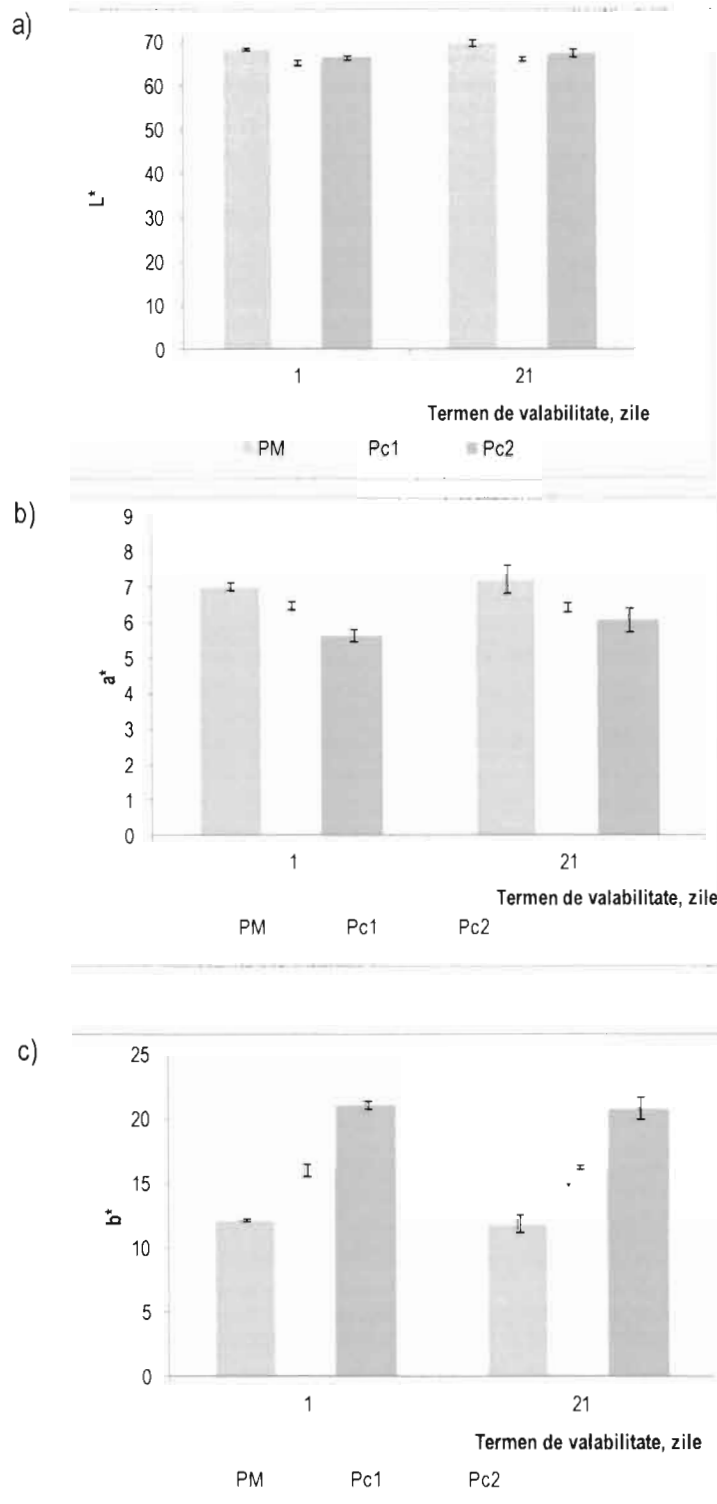 a)
70
60
50
40
30
20
10
0
L*
1 21
Termen de valabilitate, zile
PM Pc1 Pc2
b)
9
8
7
6
5
4
3
2
1
0
a*
1 21
Termen de valabilitate, zile
PM Pc1 Pc2
c)
25
20
15
10
5
0
b*
1 21
Termen de valabilitate, zile
PM Pc1 Pc2